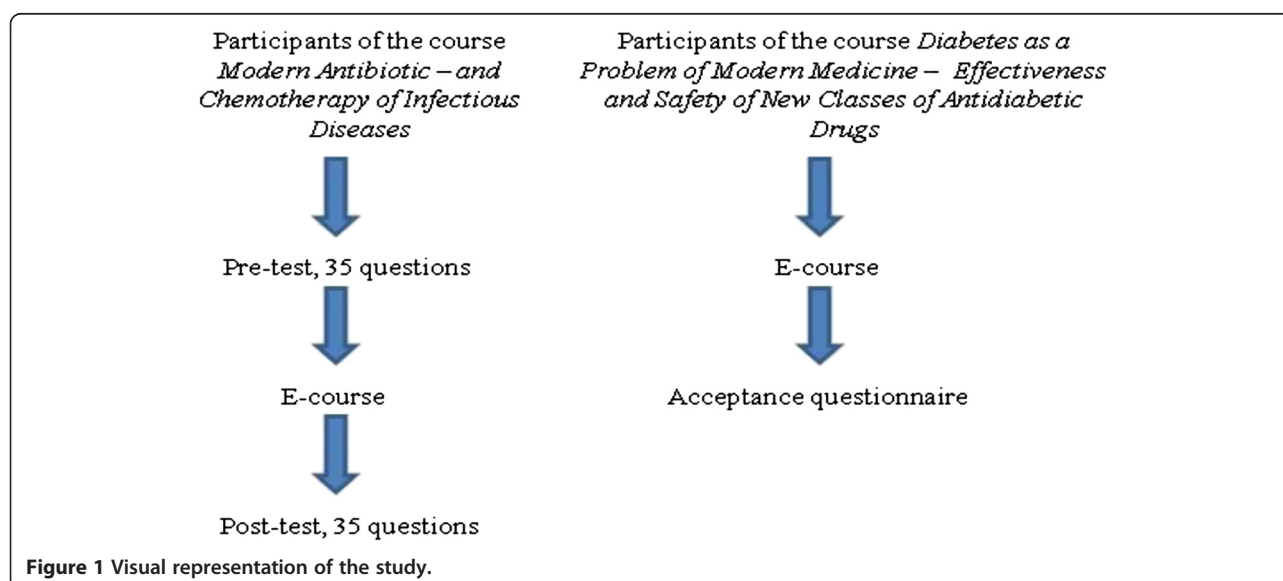 Participants of the course
Modern Antibiotic – and
Chemotherapy of Infectious
Diseases
Pre-test, 35 questions
E-course
Post-test, 35 questions
Participants of the course Diabetes as a
Problem of Modern Medicine – Effectiveness
and Safety of New Classes of Antidiabetic
Drugs
E-course
Acceptance questionnaire
Figure 1 Visual representation of the study.